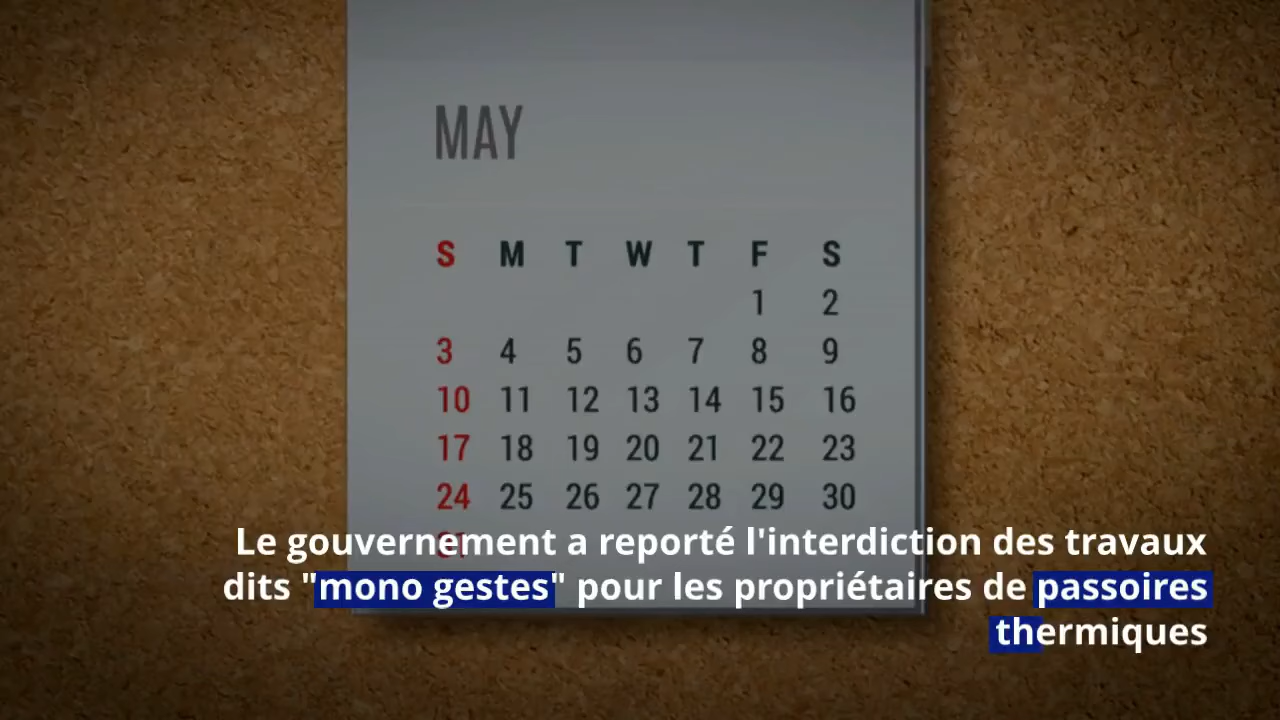 MAY
S M T W T F S
1 2
3 4 5 6 7 8 9
10 11 12 13 14 15 16
17 18 19 20 21 22 23
24 25 26 27 28 29 30
31
Le gouvernement a reporté l'interdiction des travaux
dits "mono gestes" pour les propriétaires de passoires
thermiques